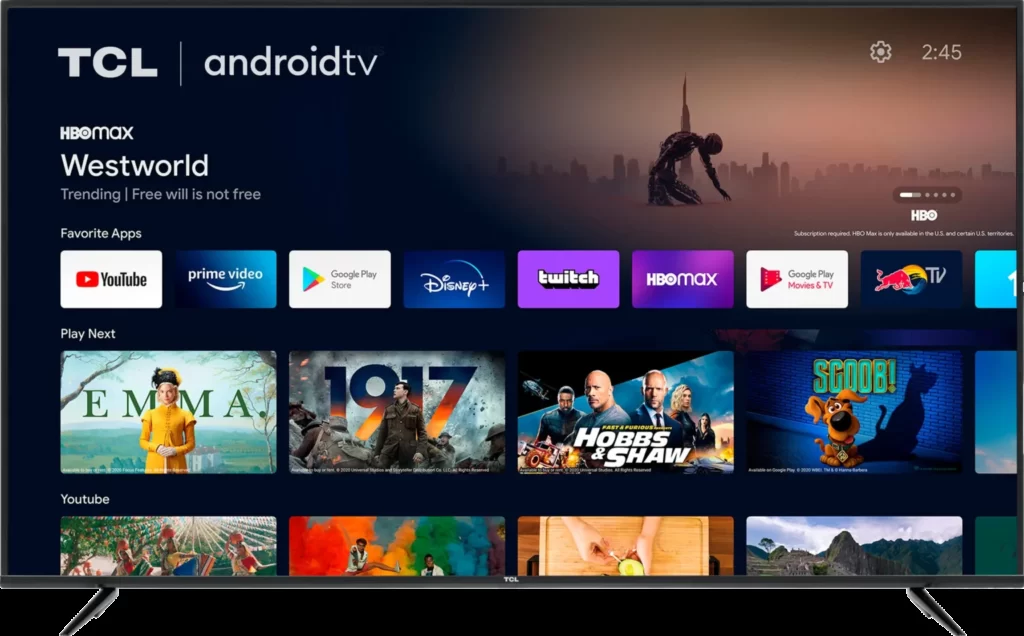 TCL | androidtv
2:45
HBOMAX
Westworld
Trending | Free will is not free
HBO
Subscription required. HBO Max is only available in the U.S. and certain U.S. territories.
Favorite Apps
YouTube
prime video
Google Play
Store
Disney+
twitch
HBOMAX
Google Play
Movies & TV
Red Bull TV
1
Play Next
EMMA.
1917
FAST & FURIOUS
HOBBS
& SHAW
SCOOB!
Youtube
TCL